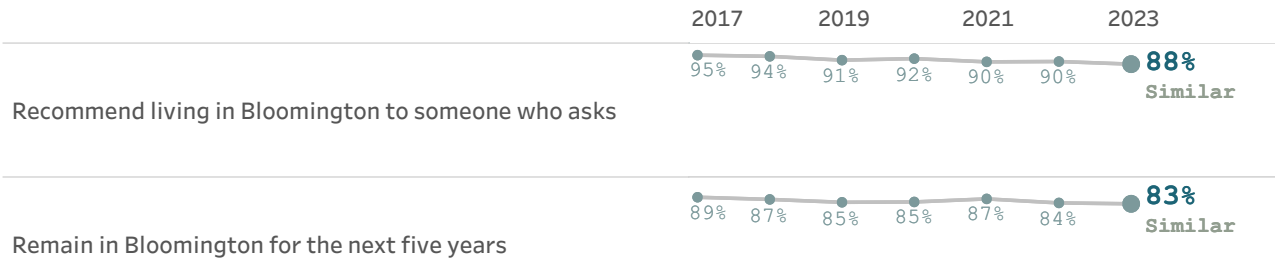 2017 2019 2021 2023
95% 94% 91% 92% 90% 90% 88%
Similar
Recommend living in Bloomington to someone who asks
89% 87% 85% 85% 87% 84% 83%
Similar
Remain in Bloomington for the next five years